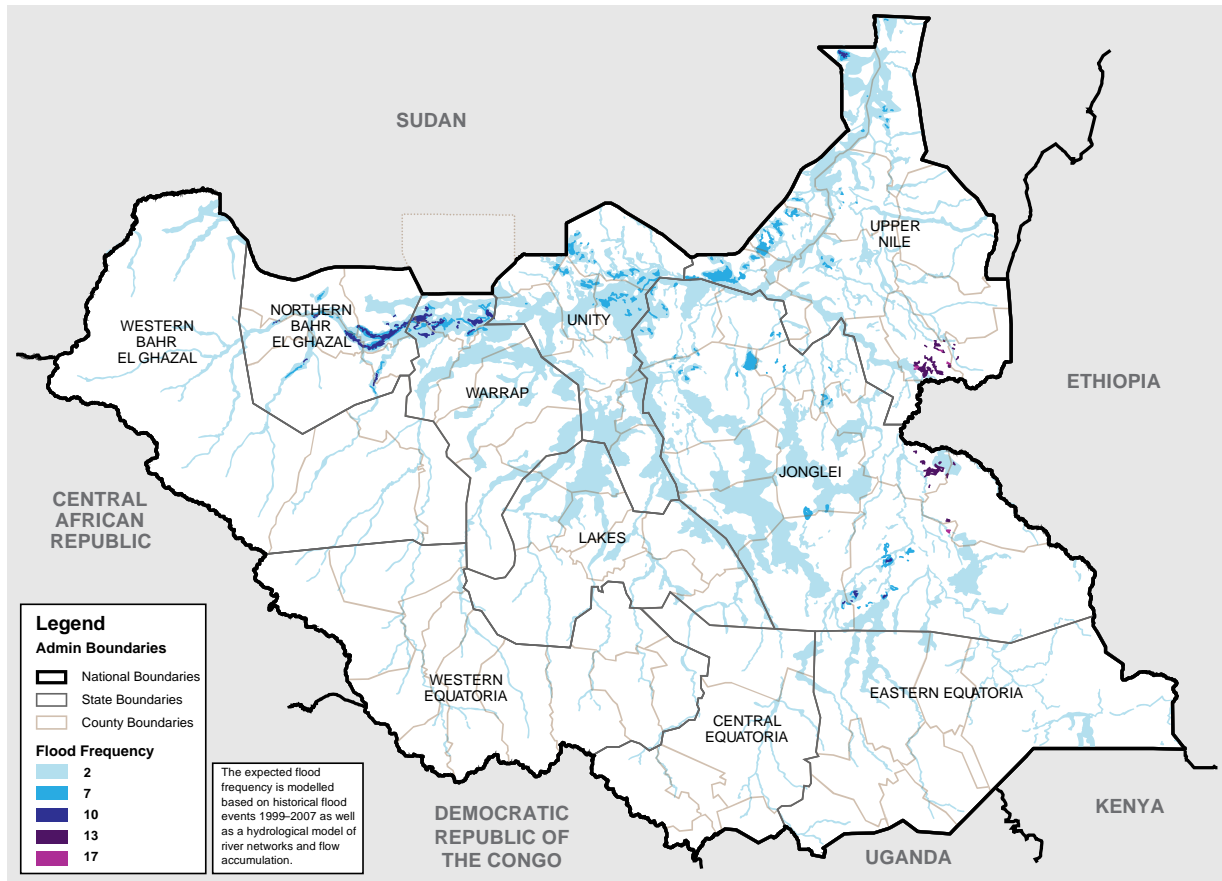 SUDAN
UPPER
NILE
NORTHERN
BAHR
EL GHAZAL
WESTERN
BAHR
EL GHAZAL
UNITY
WARRAP
ETHIOPIA
JONGLEI
CENTRAL
AFRICAN
REPUBLIC
LAKES
WESTERN
EQUATORIA
EASTERN EQUATORIA
CENTRAL
EQUATORIA
DEMOCRATIC
REPUBLIC OF
THE CONGO
KENYA
UGANDA
Legend
Admin Boundaries
National Boundaries
State Boundaries
County Boundaries
Flood Frequency
2
7
10
13
17
The expected flood
frequency is modelled
based on historical flood
events 1999–2007 as well
as a hydrological model of
river networks and flow
accumulation.